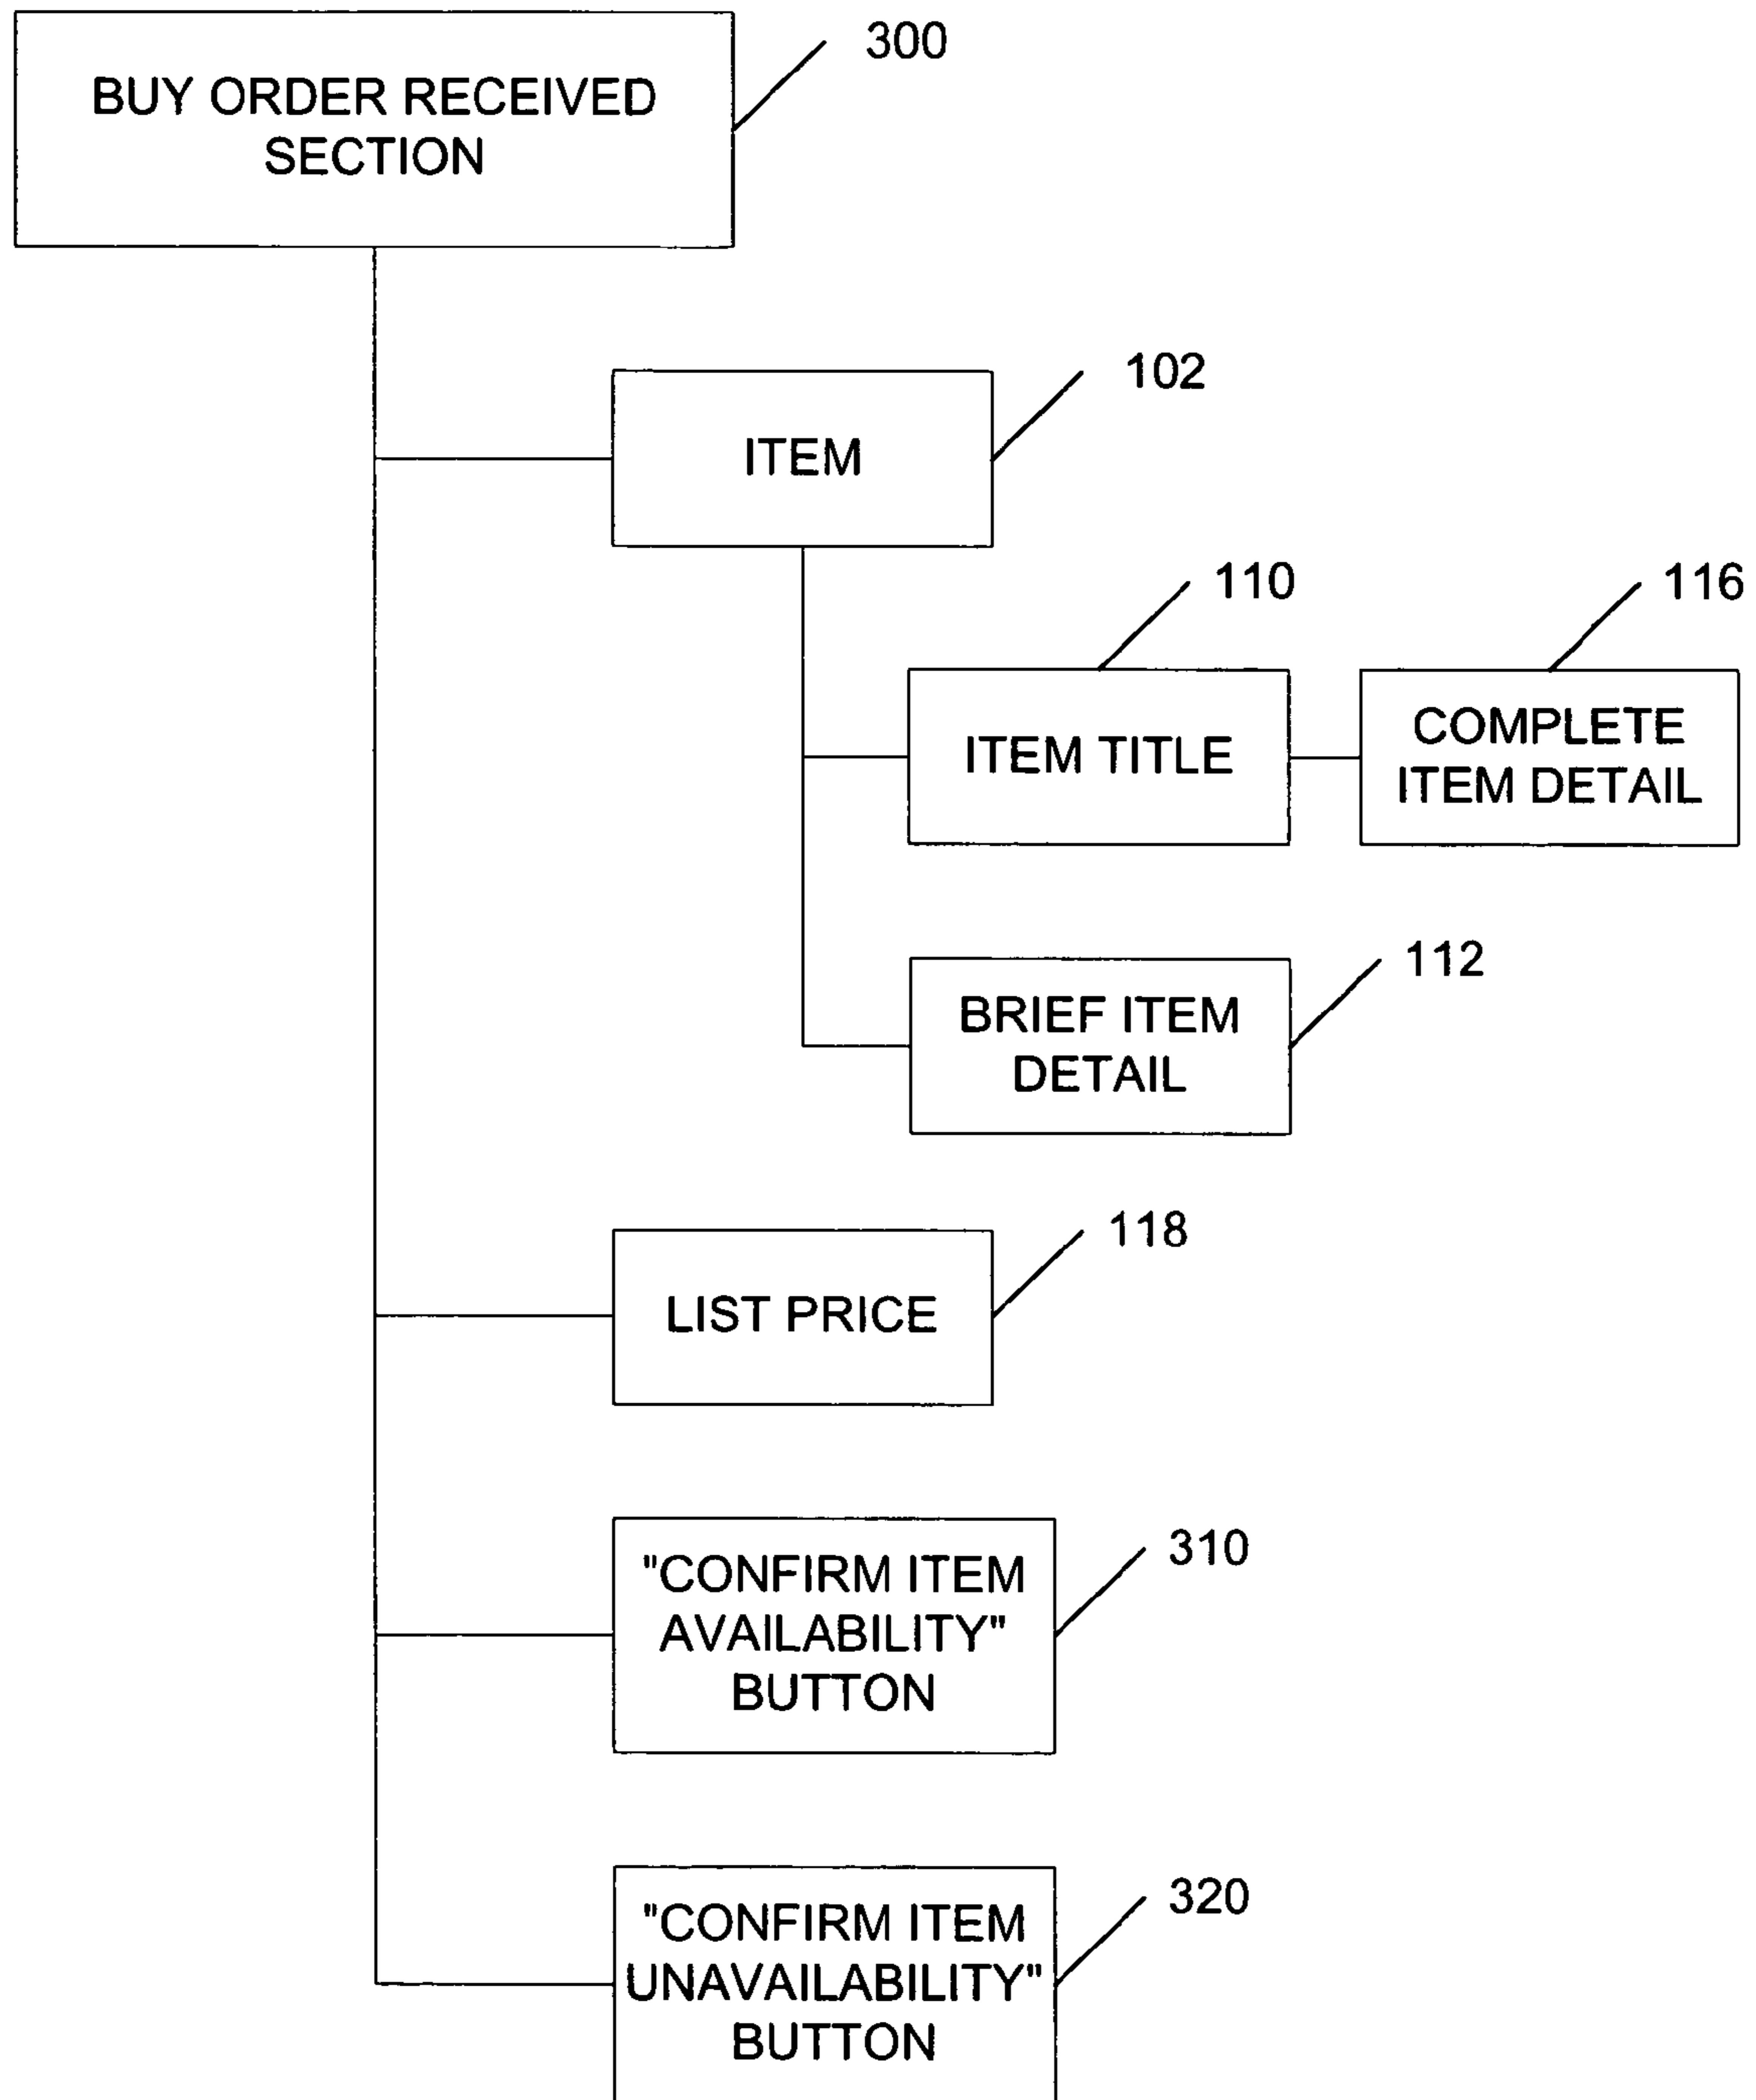 300
BUY ORDER RECEIVED
SECTION
102
ITEM
110
116
ITEM TITLE
COMPLETE
ITEM DETAIL
112
BRIEF ITEM
DETAIL
118
LIST PRICE
310
"CONFIRM ITEM
AVAILABILITY"
BUTTON
320
"CONFIRM ITEM
UNAVAILABILITY"
BUTTON